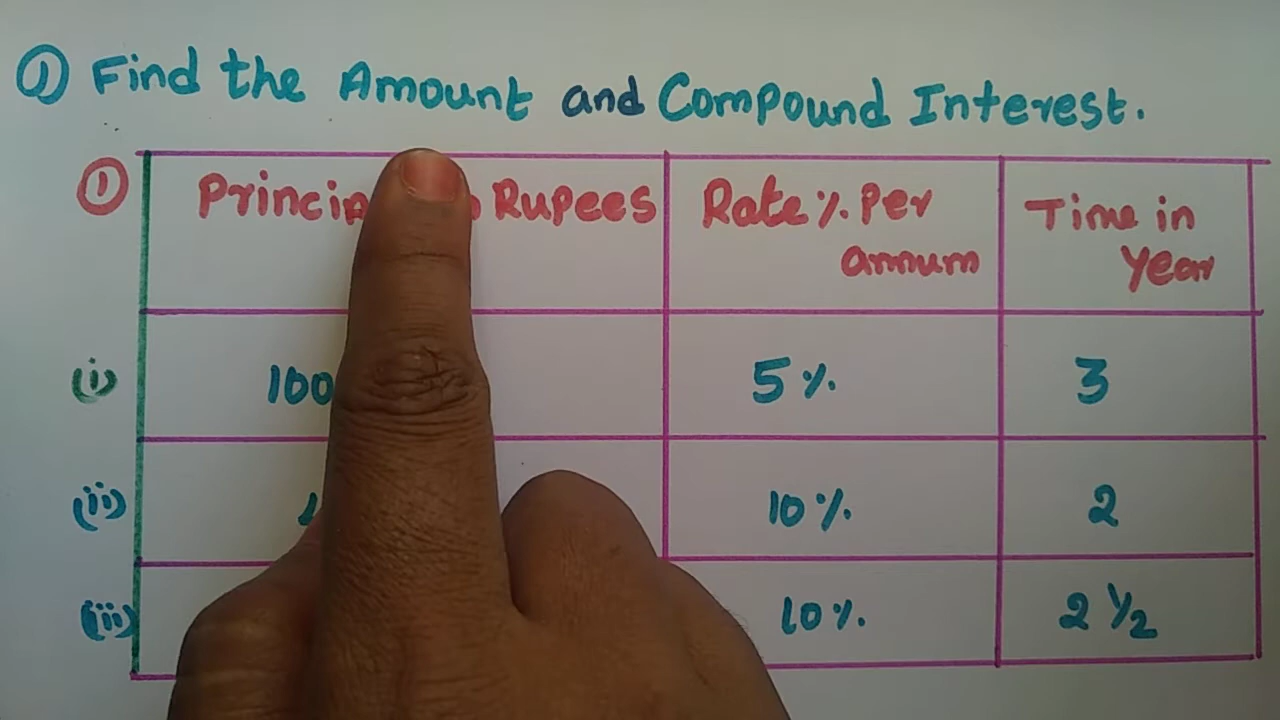 ① Find the Amount and Compound Interest.
① Rupees Rate % Per annum Time in Year
(i) 5% 3
(ii) 10% 2
(iii) 10% 2 1/2